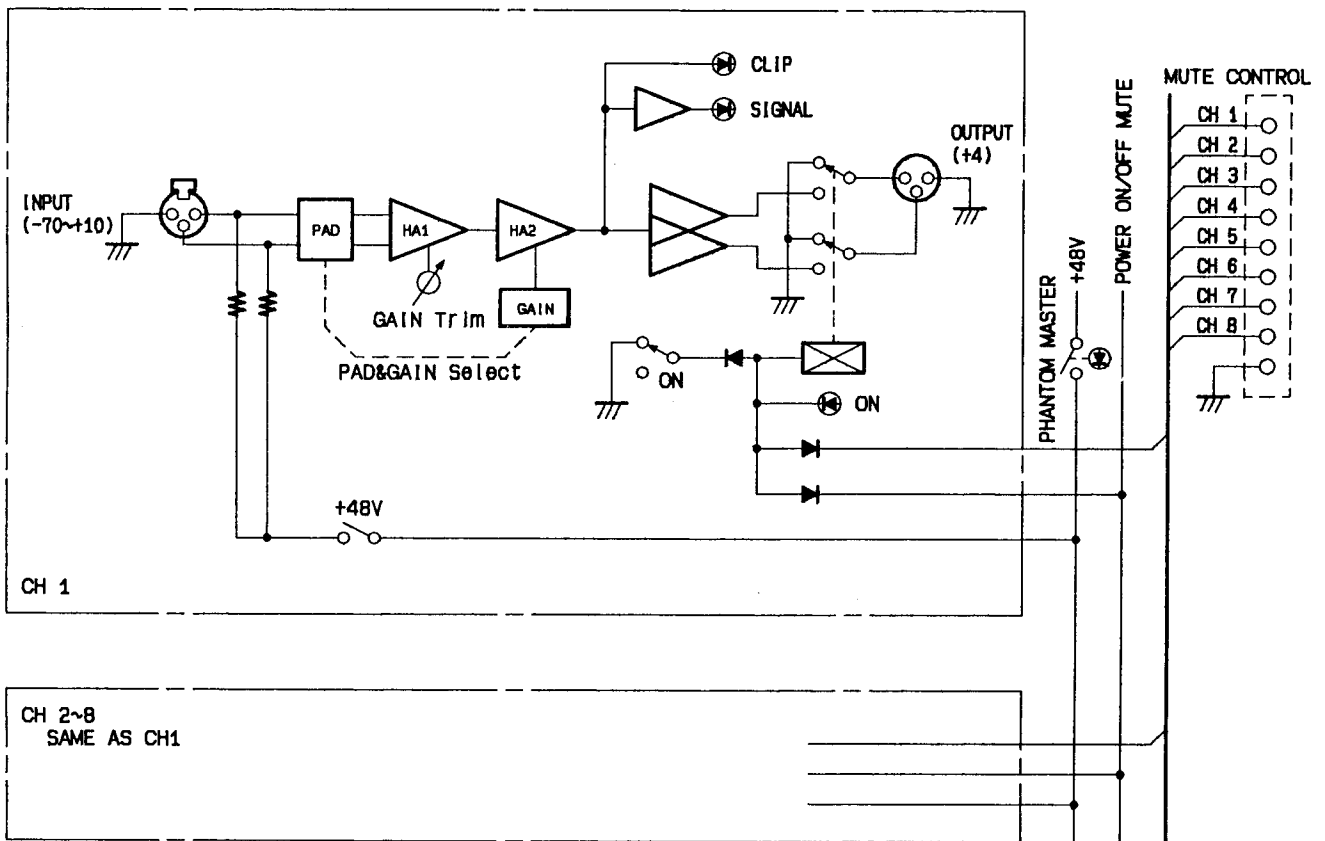 CLIP
SIGNAL
INPUT
(-70~+10)
PAD
HA1
HA2
GAIN Trim
GAIN
PAD&GAIN Select
OUTPUT
(+4)
ON
ON
+48V
CH 1
PHANTOM MASTER
+48V
POWER ON/OFF MUTE
MUTE CONTROL
CH 1
CH 2
CH 3
CH 4
CH 5
CH 6
CH 7
CH 8
CH 2~8
SAME AS CH1